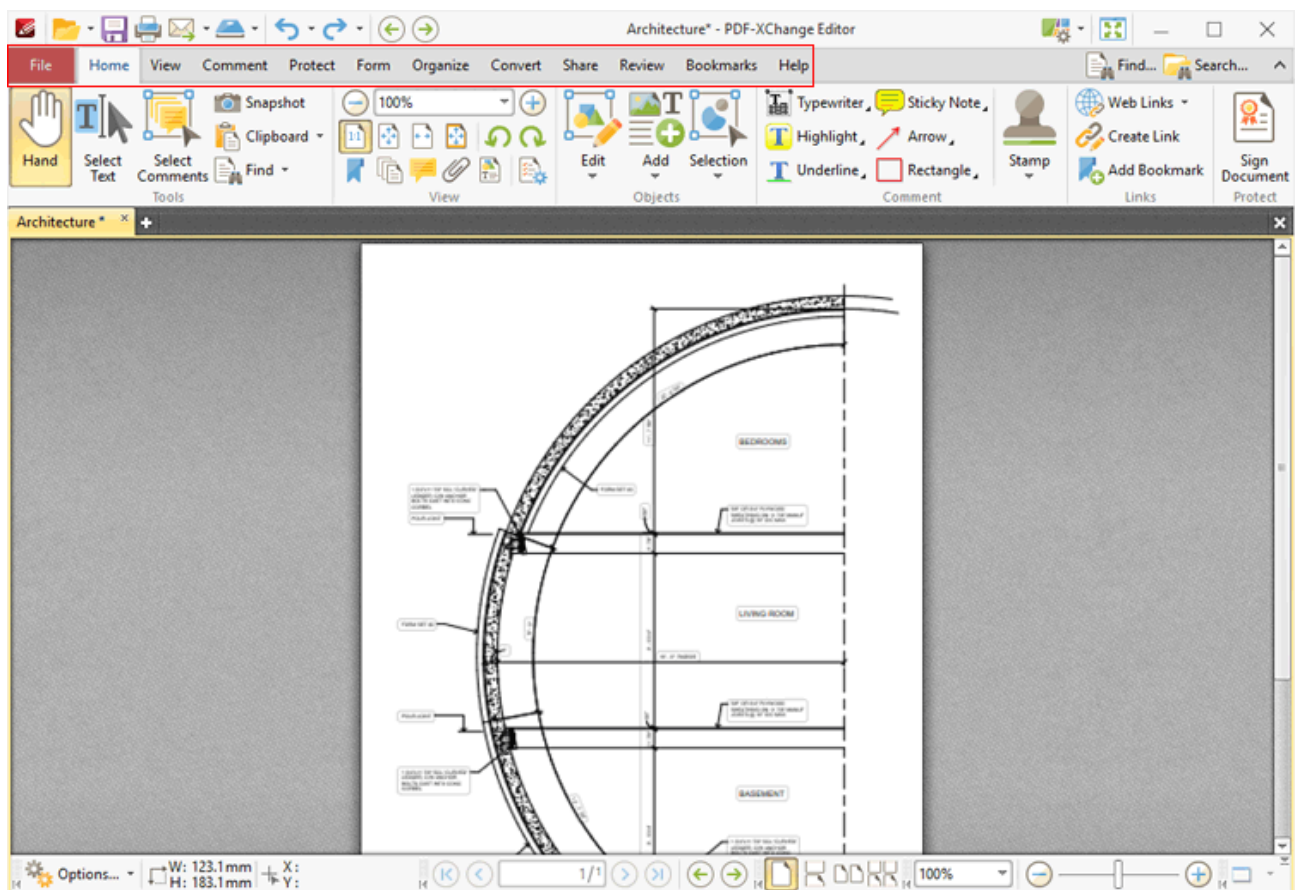 Architecture* - PDF-XChange Editor
File Home View Comment Protect Form Organize Convert Share Review Bookmarks Help Find... Search...
Hand
Select Text
Select Comments
Snapshot
Clipboard
Find
Tools
100%
View
Edit
Add
Selection
Objects
Typewriter Sticky Note
Highlight Arrow
Underline Rectangle
Stamp
Comment
Web Links
Create Link
Add Bookmark
Links
Sign Document
Protect
Architecture *
BEDROOMS
LIVING ROOM
BASEMENT
Options... W: 123.1mm X:
H: 183.1mm Y:
1/1
100%